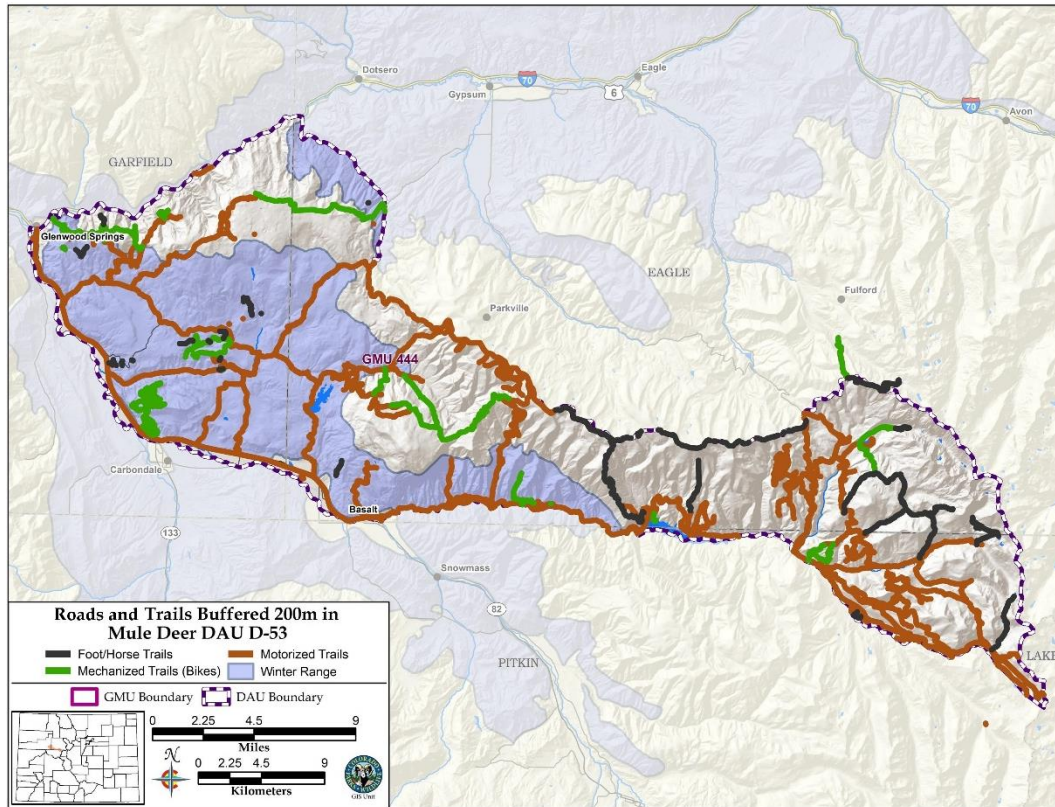 Dotsero
Eagle
70
Gypsum
6
70
Avon
GARFIELD
Glenwood Springs
EAGLE
Fulford
Parkville
GMU 444
Carbondale
Basalt
133
Snowmass
82
PITKIN
LAKE
Roads and Trails Buffered 200m in
Mule Deer DAU D-53
Foot/Horse Trails
Motorized Trails
Mechanized Trails (Bikes)
Winter Range
GMU Boundary
DAU Boundary
0 2.25 4.5 9
Miles
N
0 2.25 4.5 9
Kilometers
COLORADO
PARKS & WILDLIFE
GIS Unit